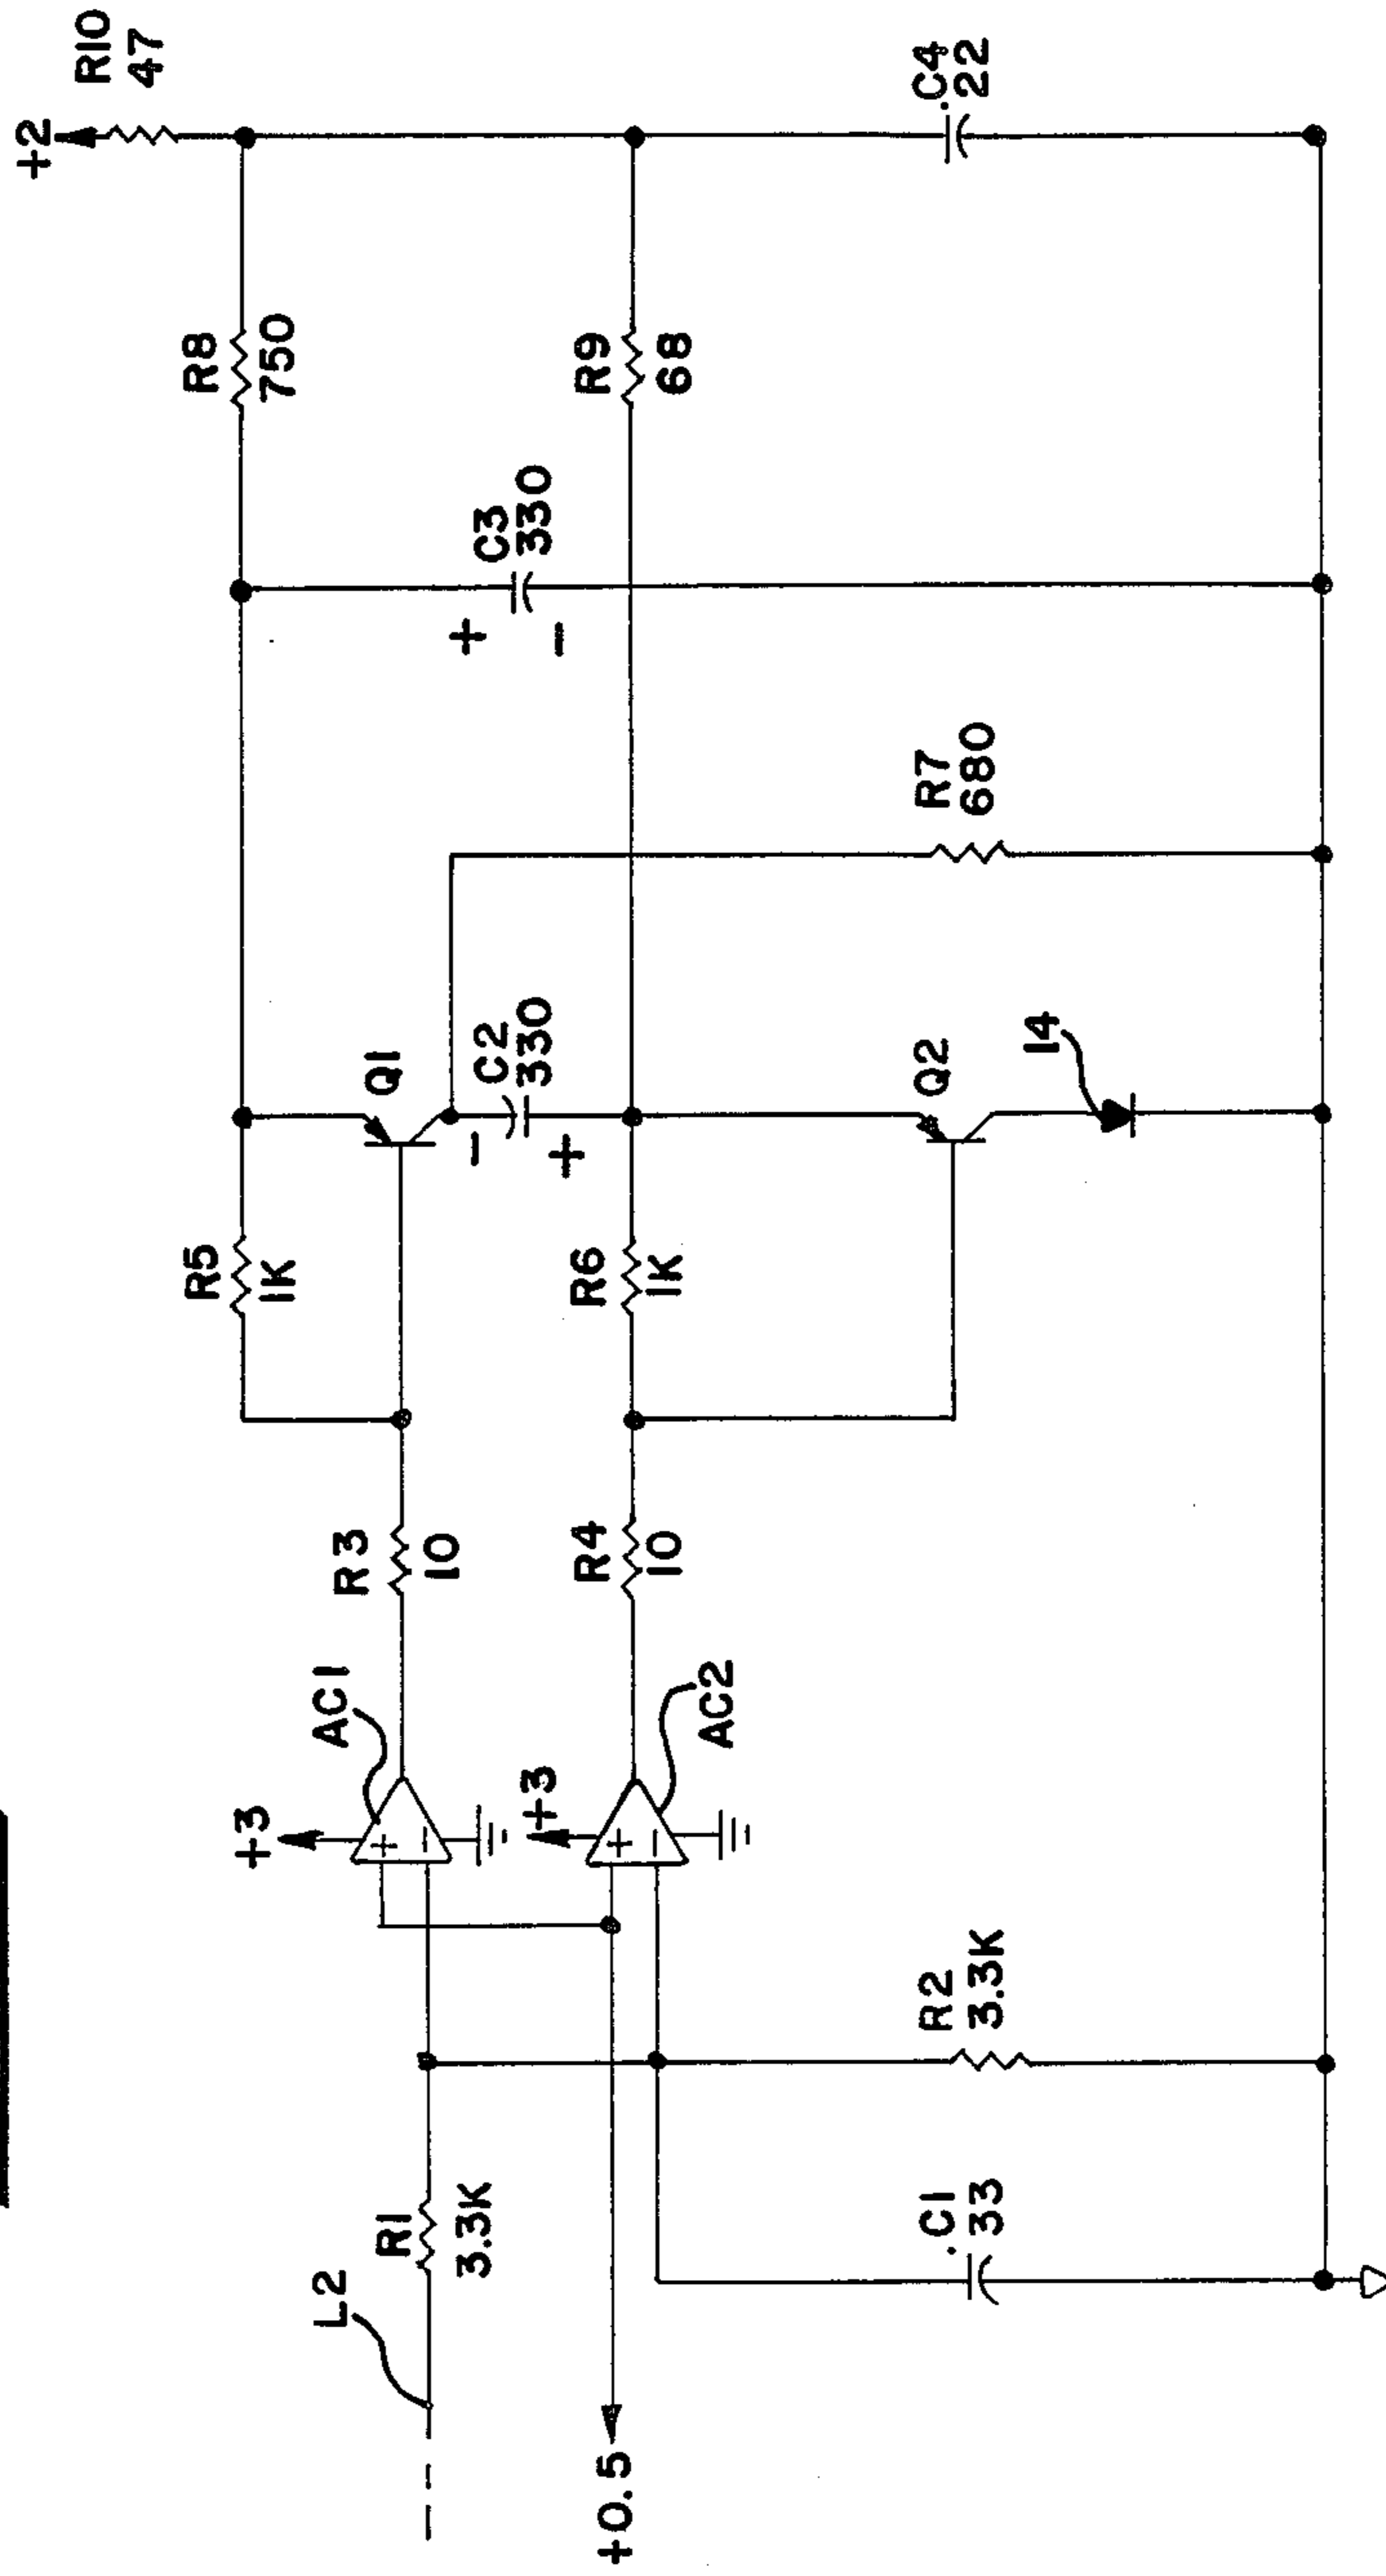 +2
R10
47
R8
750
R9
68
C4
.22
C3
330
+
-
R7
680
Q1
C2
330
-
+
Q2
14
R5
1K
R6
1K
R3
10
R4
10
+3
AC1
+
-
+3
AC2
+
-
R2
3.3K
L2
R1
3.3K
C1
.33
+0.5